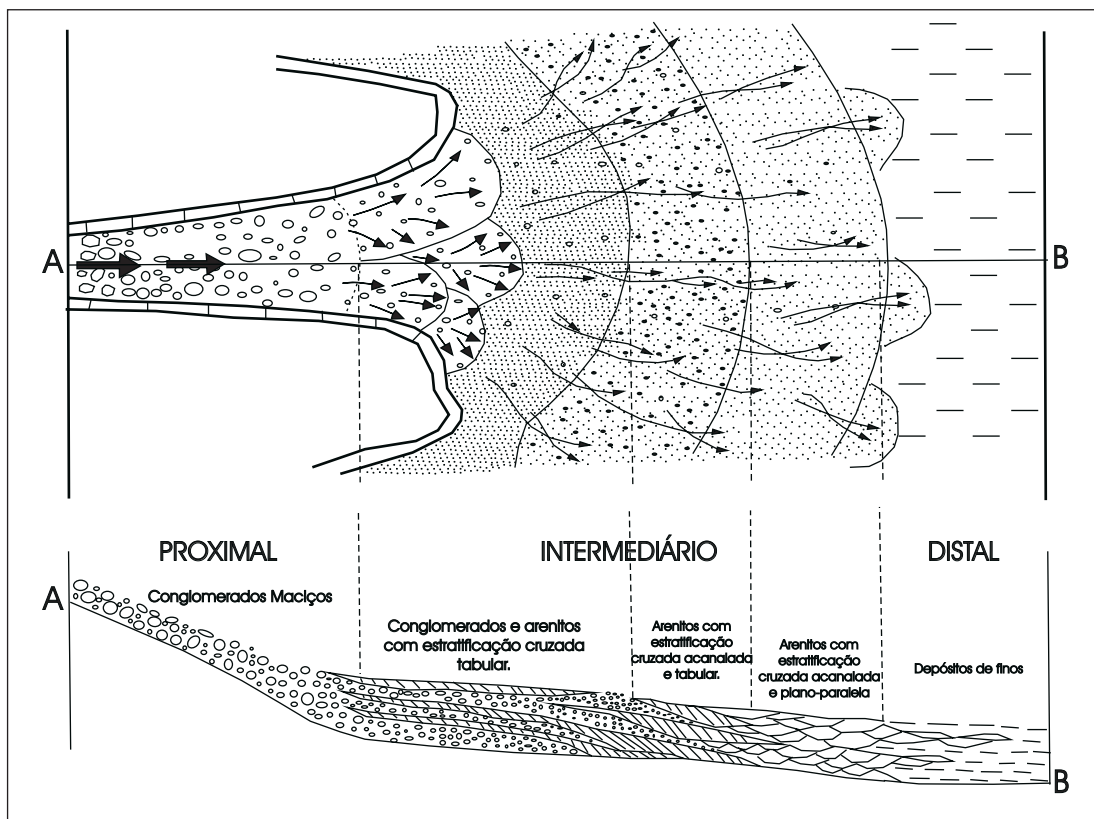 A
B
PROXIMAL
INTERMEDIÁRIO
DISTAL
A
Conglomerados Maciços
Conglomerados e arenitos
com estratificação cruzada
tabular.
Arenitos com
estratificação
cruzada acanalada
e tabular.
Arenitos com
estratificação
cruzada acanalada
e plano-paralela
Depósitos de finos
B